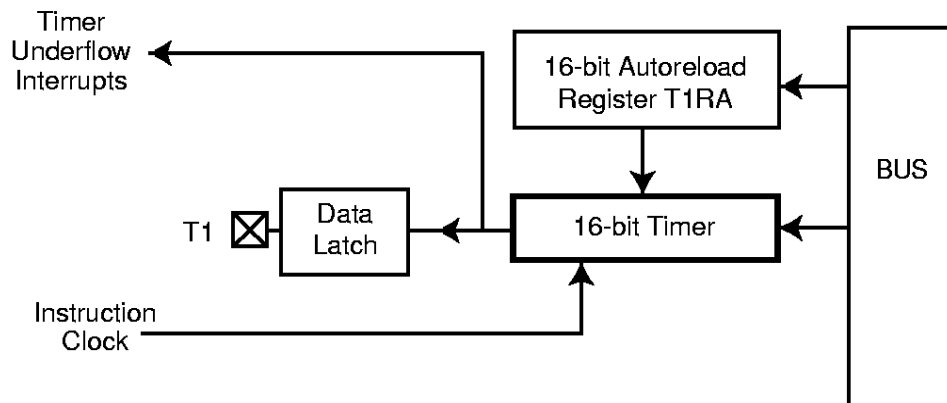 Timer
Underflow
Interrupts
16-bit Autoreload
Register T1RA
BUS
T1
Data
Latch
16-bit Timer
Instruction
Clock